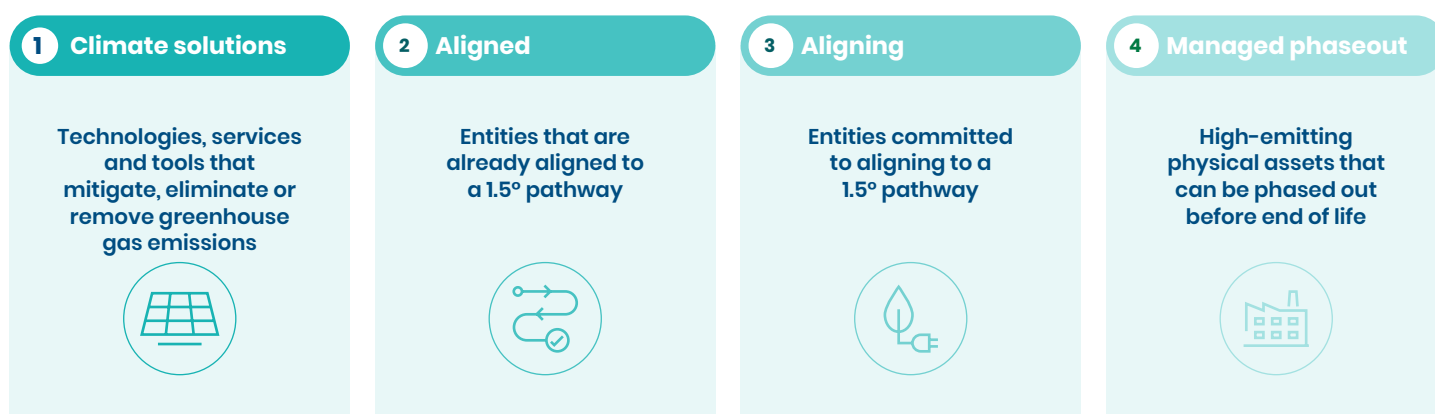 1 Climate solutions
Technologies, services
and tools that
mitigate, eliminate or
remove greenhouse
gas emissions
2 Aligned
Entities that are
already aligned to
a 1.5° pathway
3 Aligning
Entities committed
to aligning to a
1.5° pathway
4 Managed phaseout
High-emitting
physical assets that
can be phased out
before end of life